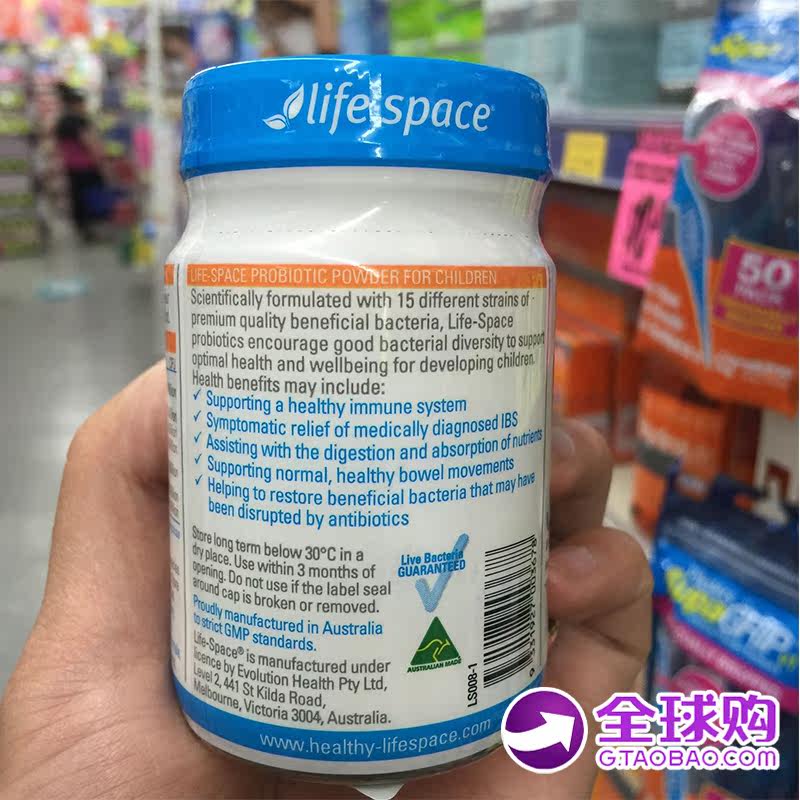 life space
LIFE-SPACE PROBIOTIC POWDER FOR CHILDREN
Scientifically formulated with 15 different strains of
premium quality beneficial bacteria, Life-Space
probiotics encourage good bacterial diversity to support
optimal health and wellbeing for developing children.
Health benefits may include:
✓ Supporting a healthy immune system
✓ Symptomatic relief of medically diagnosed IBS
✓ Assisting with the digestion and absorption of nutrients
✓ Supporting normal, healthy bowel movements
✓ Helping to restore beneficial bacteria that may have
been disrupted by antibiotics
Store long term below 30°C in a
dry place. Use within 3 months of
opening. Do not use if the label seal
around cap is broken or removed.
Proudly manufactured in Australia
to strict GMP standards.
Life-Space® is manufactured under
licence by Evolution Health Pty Ltd,
Level 2, 441 St Kilda Road,
Melbourne, Victoria 3004, Australia.
Live Bacteria
GUARANTEED
AUSTRALIAN MADE
LS008-1
www.healthy-lifespace.com
50
全球购
G.TAOBAO.COM